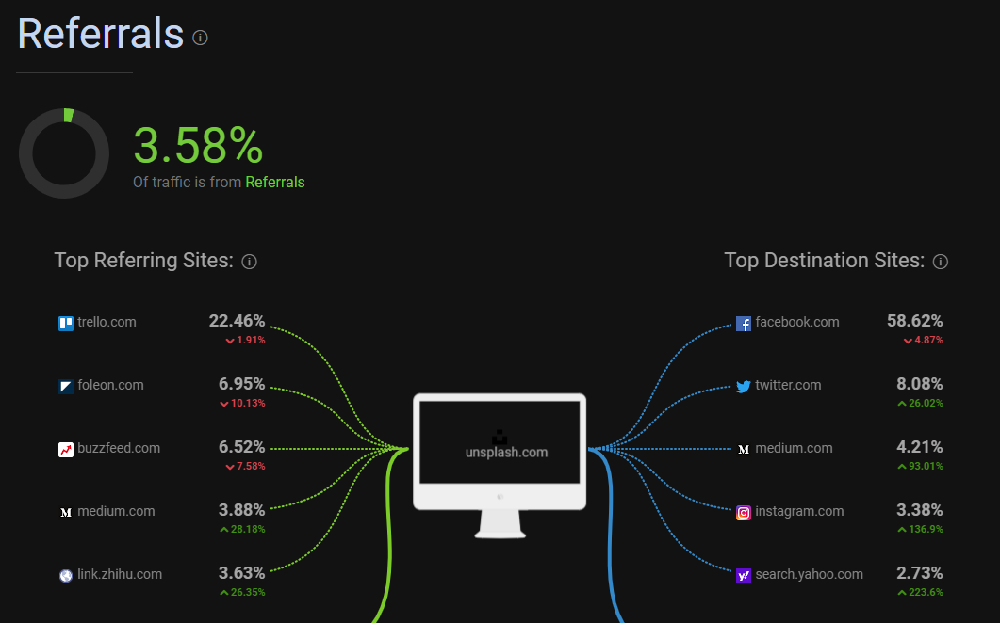 Referrals
3.58%
Of traffic is from Referrals
Top Referring Sites:
trello.com 22.46%
1.91%
foleon.com 6.95%
10.13%
buzzfeed.com 6.52%
7.58%
medium.com 3.88%
28.18%
link.zhihu.com 3.63%
26.35%
unsplash.com
Top Destination Sites:
facebook.com 58.62%
4.87%
twitter.com 8.08%
26.02%
medium.com 4.21%
93.01%
instagram.com 3.38%
136.9%
search.yahoo.com 2.73%
223.6%